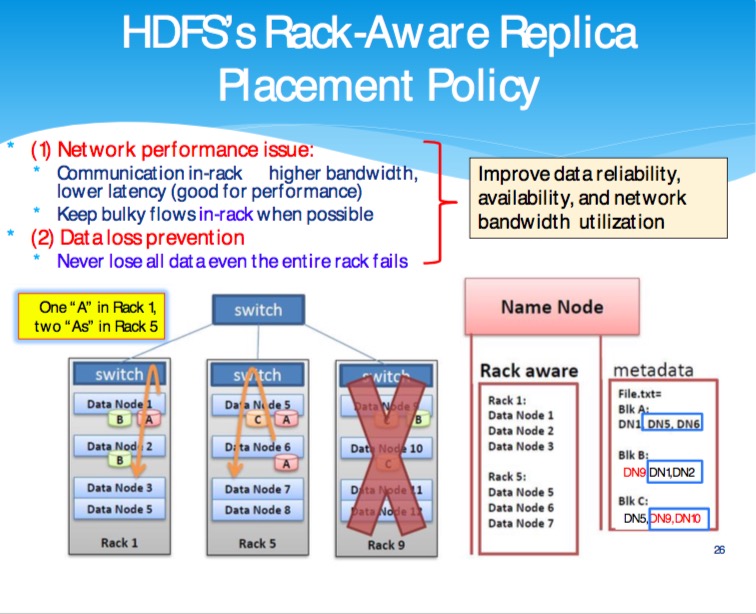 HDFS's Rack-Aware Replica
Placement Policy
* (1) Network performance issue:
* Communication in-rack higher bandwidth,
lower latency (good for performance)
* Keep bulky flows in-rack when possible
* (2) Data loss prevention
* Never lose all data even the entire rack fails
Improve data reliability,
availability, and network
bandwidth utilization
One "A" in Rack 1,
two "As" in Rack 5
switch
switch
Data Node 1
B A
Data Node 2
B
Data Node 3
Data Node 5
Rack 1
switch
Data Node 5
C A
Data Node 6
A
Data Node 7
Data Node 8
Rack 5
switch
Data Node 9
C B
Data Node 10
C
Data Node 11
Data Node 12
Rack 9
Name Node
Rack aware
Rack 1:
Data Node 1
Data Node 2
Data Node 3
Rack 5:
Data Node 5
Data Node 6
Data Node 7
metadata
File.txt=
Blk A:
DN1, DN5, DN6
Blk B:
DN9 DN1,DN2
Blk C:
DN5,DN9,DN10
26